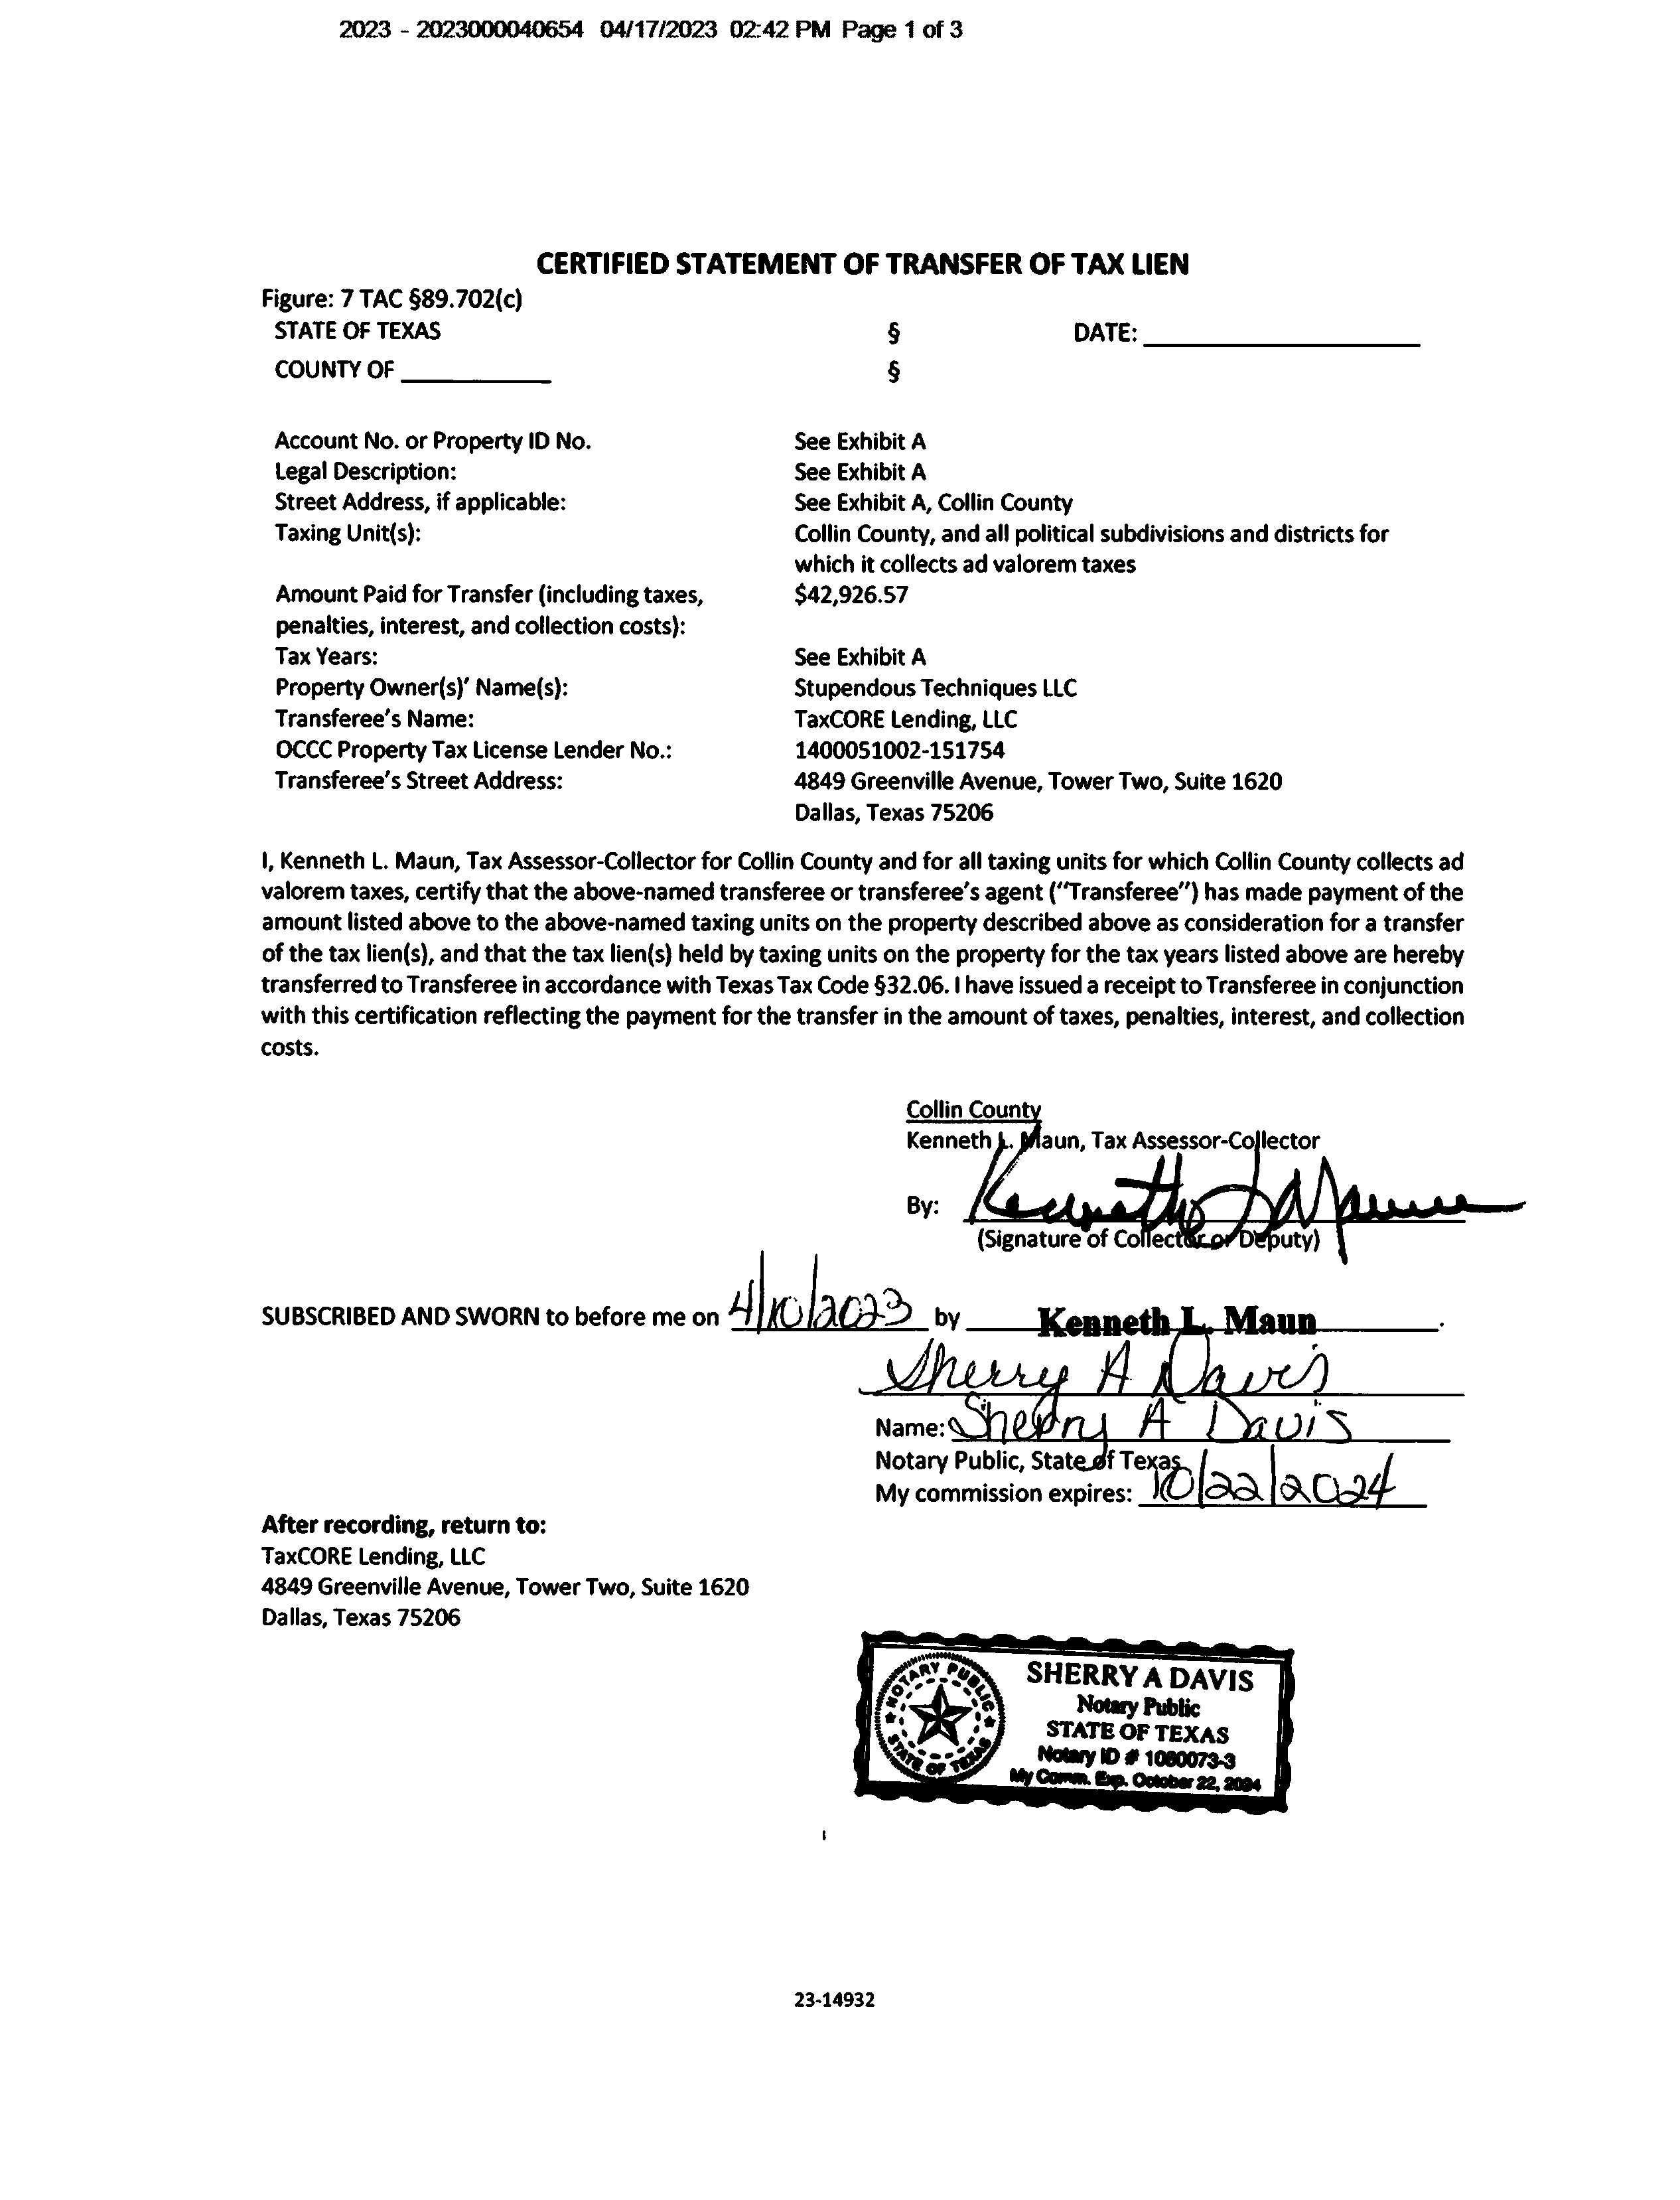 2023 - 2023000040654 04/17/2023 02:42 PM Page 1 of 3
CERTIFIED STATEMENT OF TRANSFER OF TAX LIEN
Figure: 7 TAC §89.702(c)
STATE OF TEXAS § DATE:
COUNTY OF §
Account No. or Property ID No. See Exhibit A
Legal Description: See Exhibit A
Street Address, if applicable: See Exhibit A, Collin County
Taxing Unit(s): Collin County, and all political subdivisions and districts for
which it collects ad valorem taxes
Amount Paid for Transfer (including taxes, $42,926.57
penalties, interest, and collection costs):
Tax Years: See Exhibit A
Property Owner(s)' Name(s): Stupendous Techniques LLC
Transferee's Name: TaxCORE Lending, LLC
OCCC Property Tax License Lender No.: 1400051002-151754
Transferee's Street Address: 4849 Greenville Avenue, Tower Two, Suite 1620
Dallas, Texas 75206
I, Kenneth L. Maun, Tax Assessor-Collector for Collin County and for all taxing units for which Collin County collects ad
valorem taxes, certify that the above-named transferee or transferee's agent ("Transferee") has made payment of the
amount listed above to the above-named taxing units on the property described above as consideration for a transfer
of the tax lien(s), and that the tax lien(s) held by taxing units on the property for the tax years listed above are hereby
transferred to Transferee in accordance with Texas Tax Code §32.06. I have issued a receipt to Transferee in conjunction
with this certification reflecting the payment for the transfer in the amount of taxes, penalties, interest, and collection
costs.
Collin County
Kenneth L. Maun, Tax Assessor-Collector
By: Kenneth L Maun
(Signature of Collector or Deputy)
SUBSCRIBED AND SWORN to before me on 4/10/2023 by Kenneth L. Maun.
Sherry A Davis
Name: Sherry A Davis
Notary Public, State of Texas
My commission expires: 10/22/2024
After recording, return to:
TaxCORE Lending, LLC
4849 Greenville Avenue, Tower Two, Suite 1620
Dallas, Texas 75206
NOTARY PUBLIC
STATE OF TEXAS
SHERRY A DAVIS
Notary Public
STATE OF TEXAS
Notary ID # 1080073-3
My Comm. Exp. October 22, 2024
23-14932